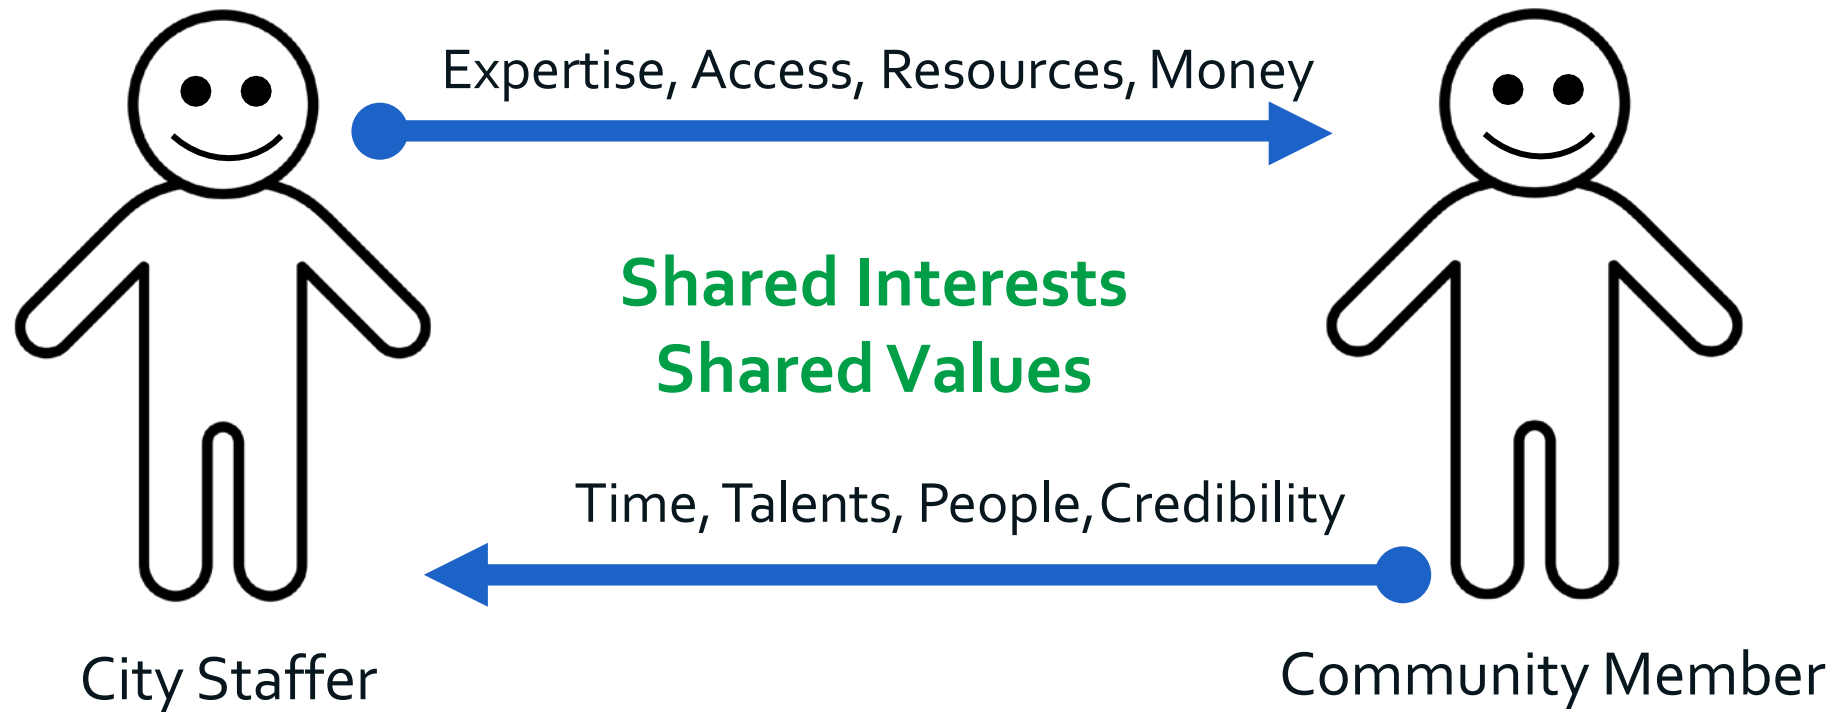 Expertise, Access, Resources, Money
Shared Interests
Shared Values
Time, Talents, People, Credibility
City Staffer
Community Member